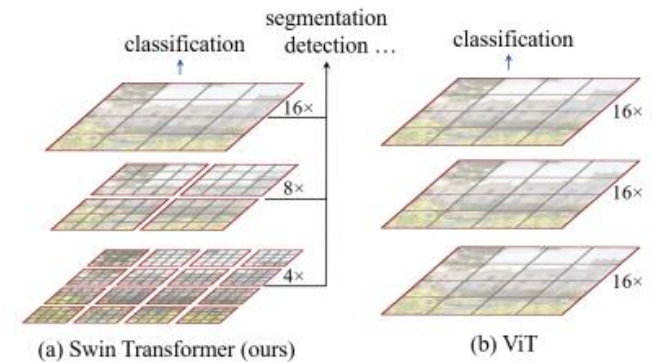 segmentation
detection ...
classification
16×
8×
4×
(a) Swin Transformer (ours)
classification
16×
16×
16×
(b) ViT